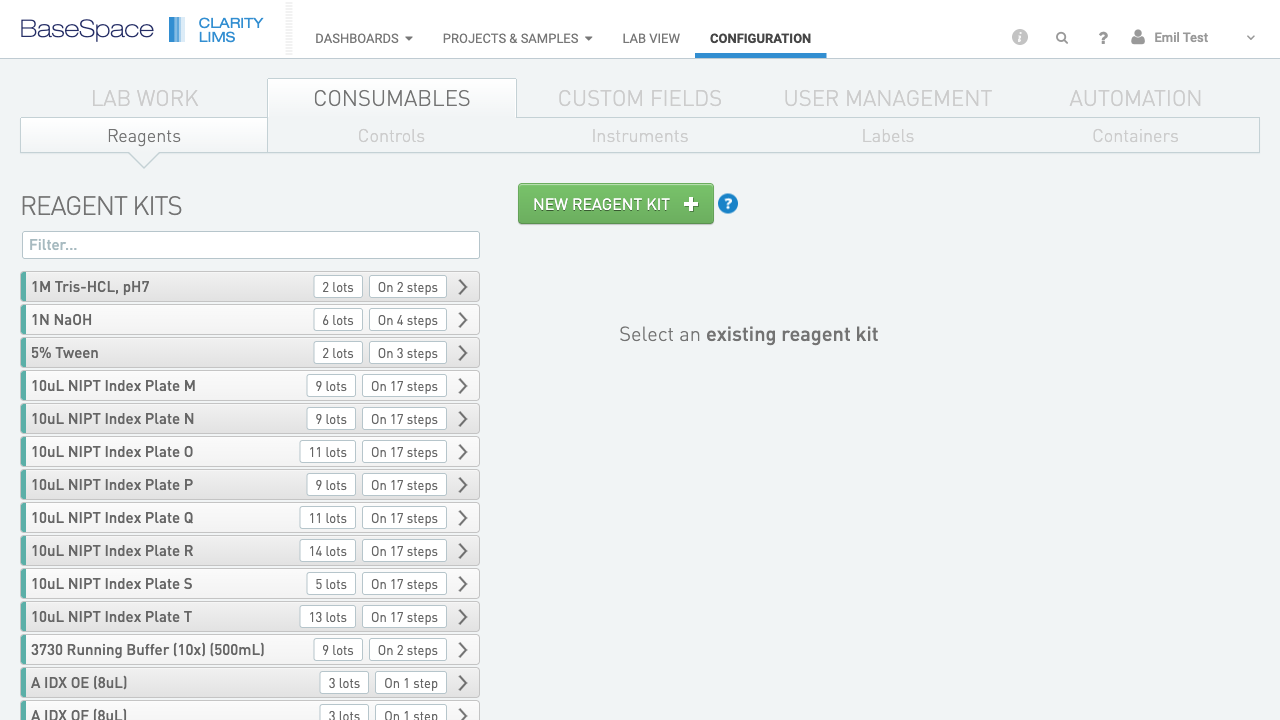 BaseSpace CLARITY LIMS DASHBOARDS PROJECTS & SAMPLES LAB VIEW CONFIGURATION i ? Emil Test
LAB WORK CONSUMABLES CUSTOM FIELDS USER MANAGEMENT AUTOMATION
Reagents Controls Instruments Labels Containers
REAGENT KITS
NEW REAGENT KIT + ?
Filter...
Select an existing reagent kit
1M Tris-HCL, pH7 2 lots On 2 steps
1N NaOH 6 lots On 4 steps
5% Tween 2 lots On 3 steps
10uL NIPT Index Plate M 9 lots On 17 steps
10uL NIPT Index Plate N 9 lots On 17 steps
10uL NIPT Index Plate O 11 lots On 17 steps
10uL NIPT Index Plate P 9 lots On 17 steps
10uL NIPT Index Plate Q 11 lots On 17 steps
10uL NIPT Index Plate R 14 lots On 17 steps
10uL NIPT Index Plate S 5 lots On 17 steps
10uL NIPT Index Plate T 13 lots On 17 steps
3730 Running Buffer (10x) (500mL) 9 lots On 2 steps
A IDX OE (8uL) 3 lots On 1 step
A IDX OF (8uL) 3 lots On 1 step